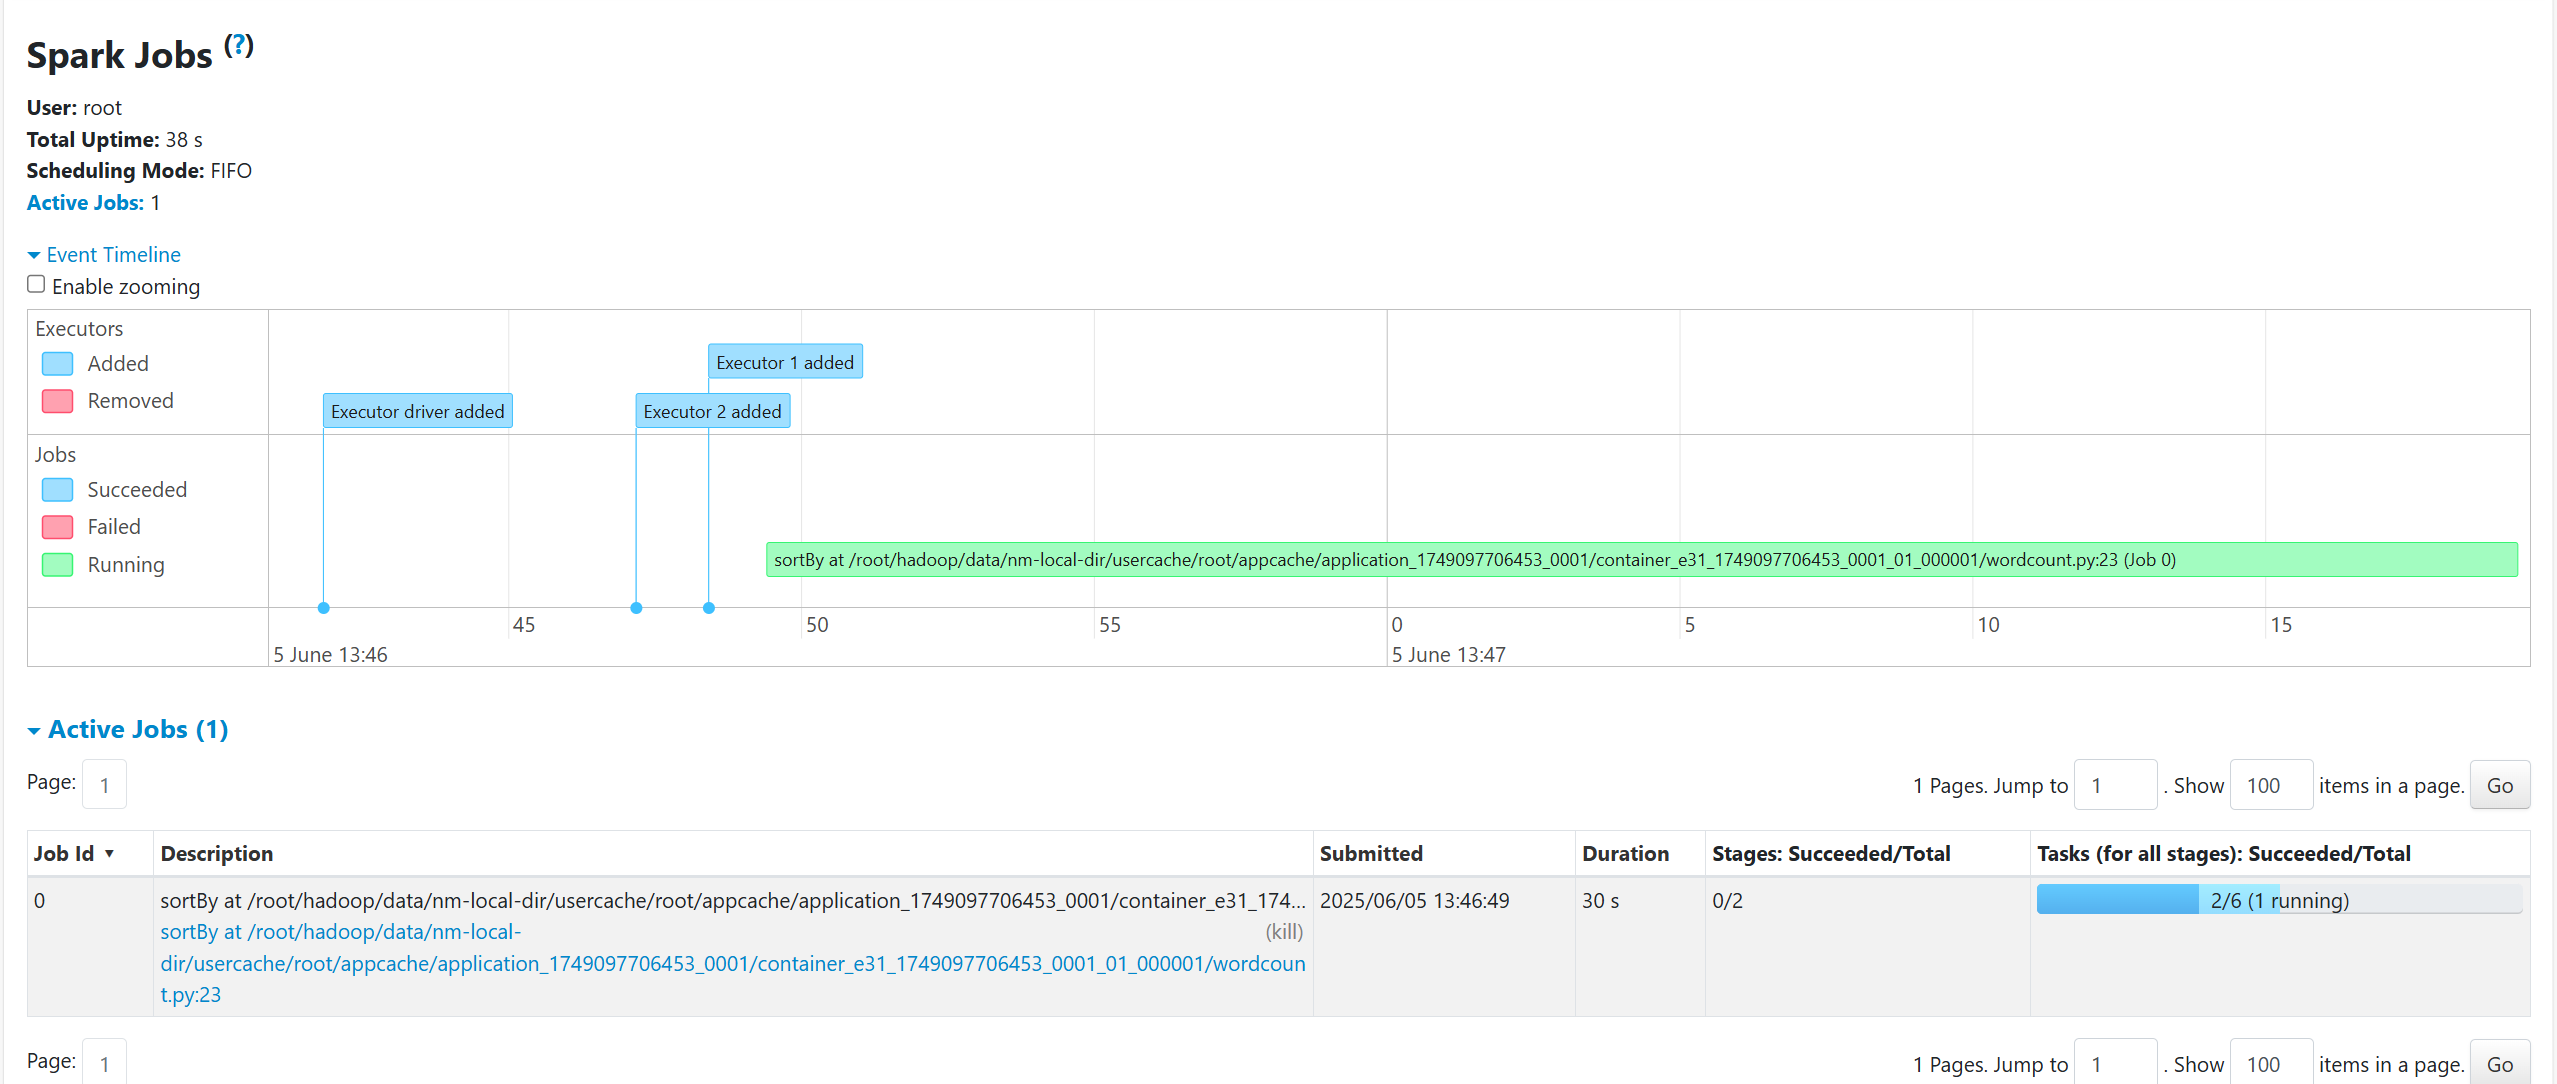 Spark Jobs (?)
User: root
Total Uptime: 38 s
Scheduling Mode: FIFO
Active Jobs: 1
Event Timeline
Enable zooming
Executors
Added
Removed
Executor 1 added
Executor driver added
Executor 2 added
Jobs
Succeeded
Failed
Running
sortBy at /root/hadoop/data/nm-local-dir/usercache/root/appcache/application_1749097706453_0001/container_e31_1749097706453_0001_01_000001/wordcount.py:23 (Job 0)
45 50 55 0 5 10 15
5 June 13:46 5 June 13:47
Active Jobs (1)
Page: 1 1 Pages. Jump to 1 . Show 100 items in a page. Go
Job Id ▼ Description Submitted Duration Stages: Succeeded/Total Tasks (for all stages): Succeeded/Total
0 sortBy at /root/hadoop/data/nm-local-dir/usercache/root/appcache/application_1749097706453_0001/container_e31_174... 2025/06/05 13:46:49 30 s 0/2 2/6 (1 running)
sortBy at /root/hadoop/data/nm-local- (kill)
dir/usercache/root/appcache/application_1749097706453_0001/container_e31_1749097706453_0001_01_000001/wordcoun
t.py:23
Page: 1 1 Pages. Jump to 1 . Show 100 items in a page. Go